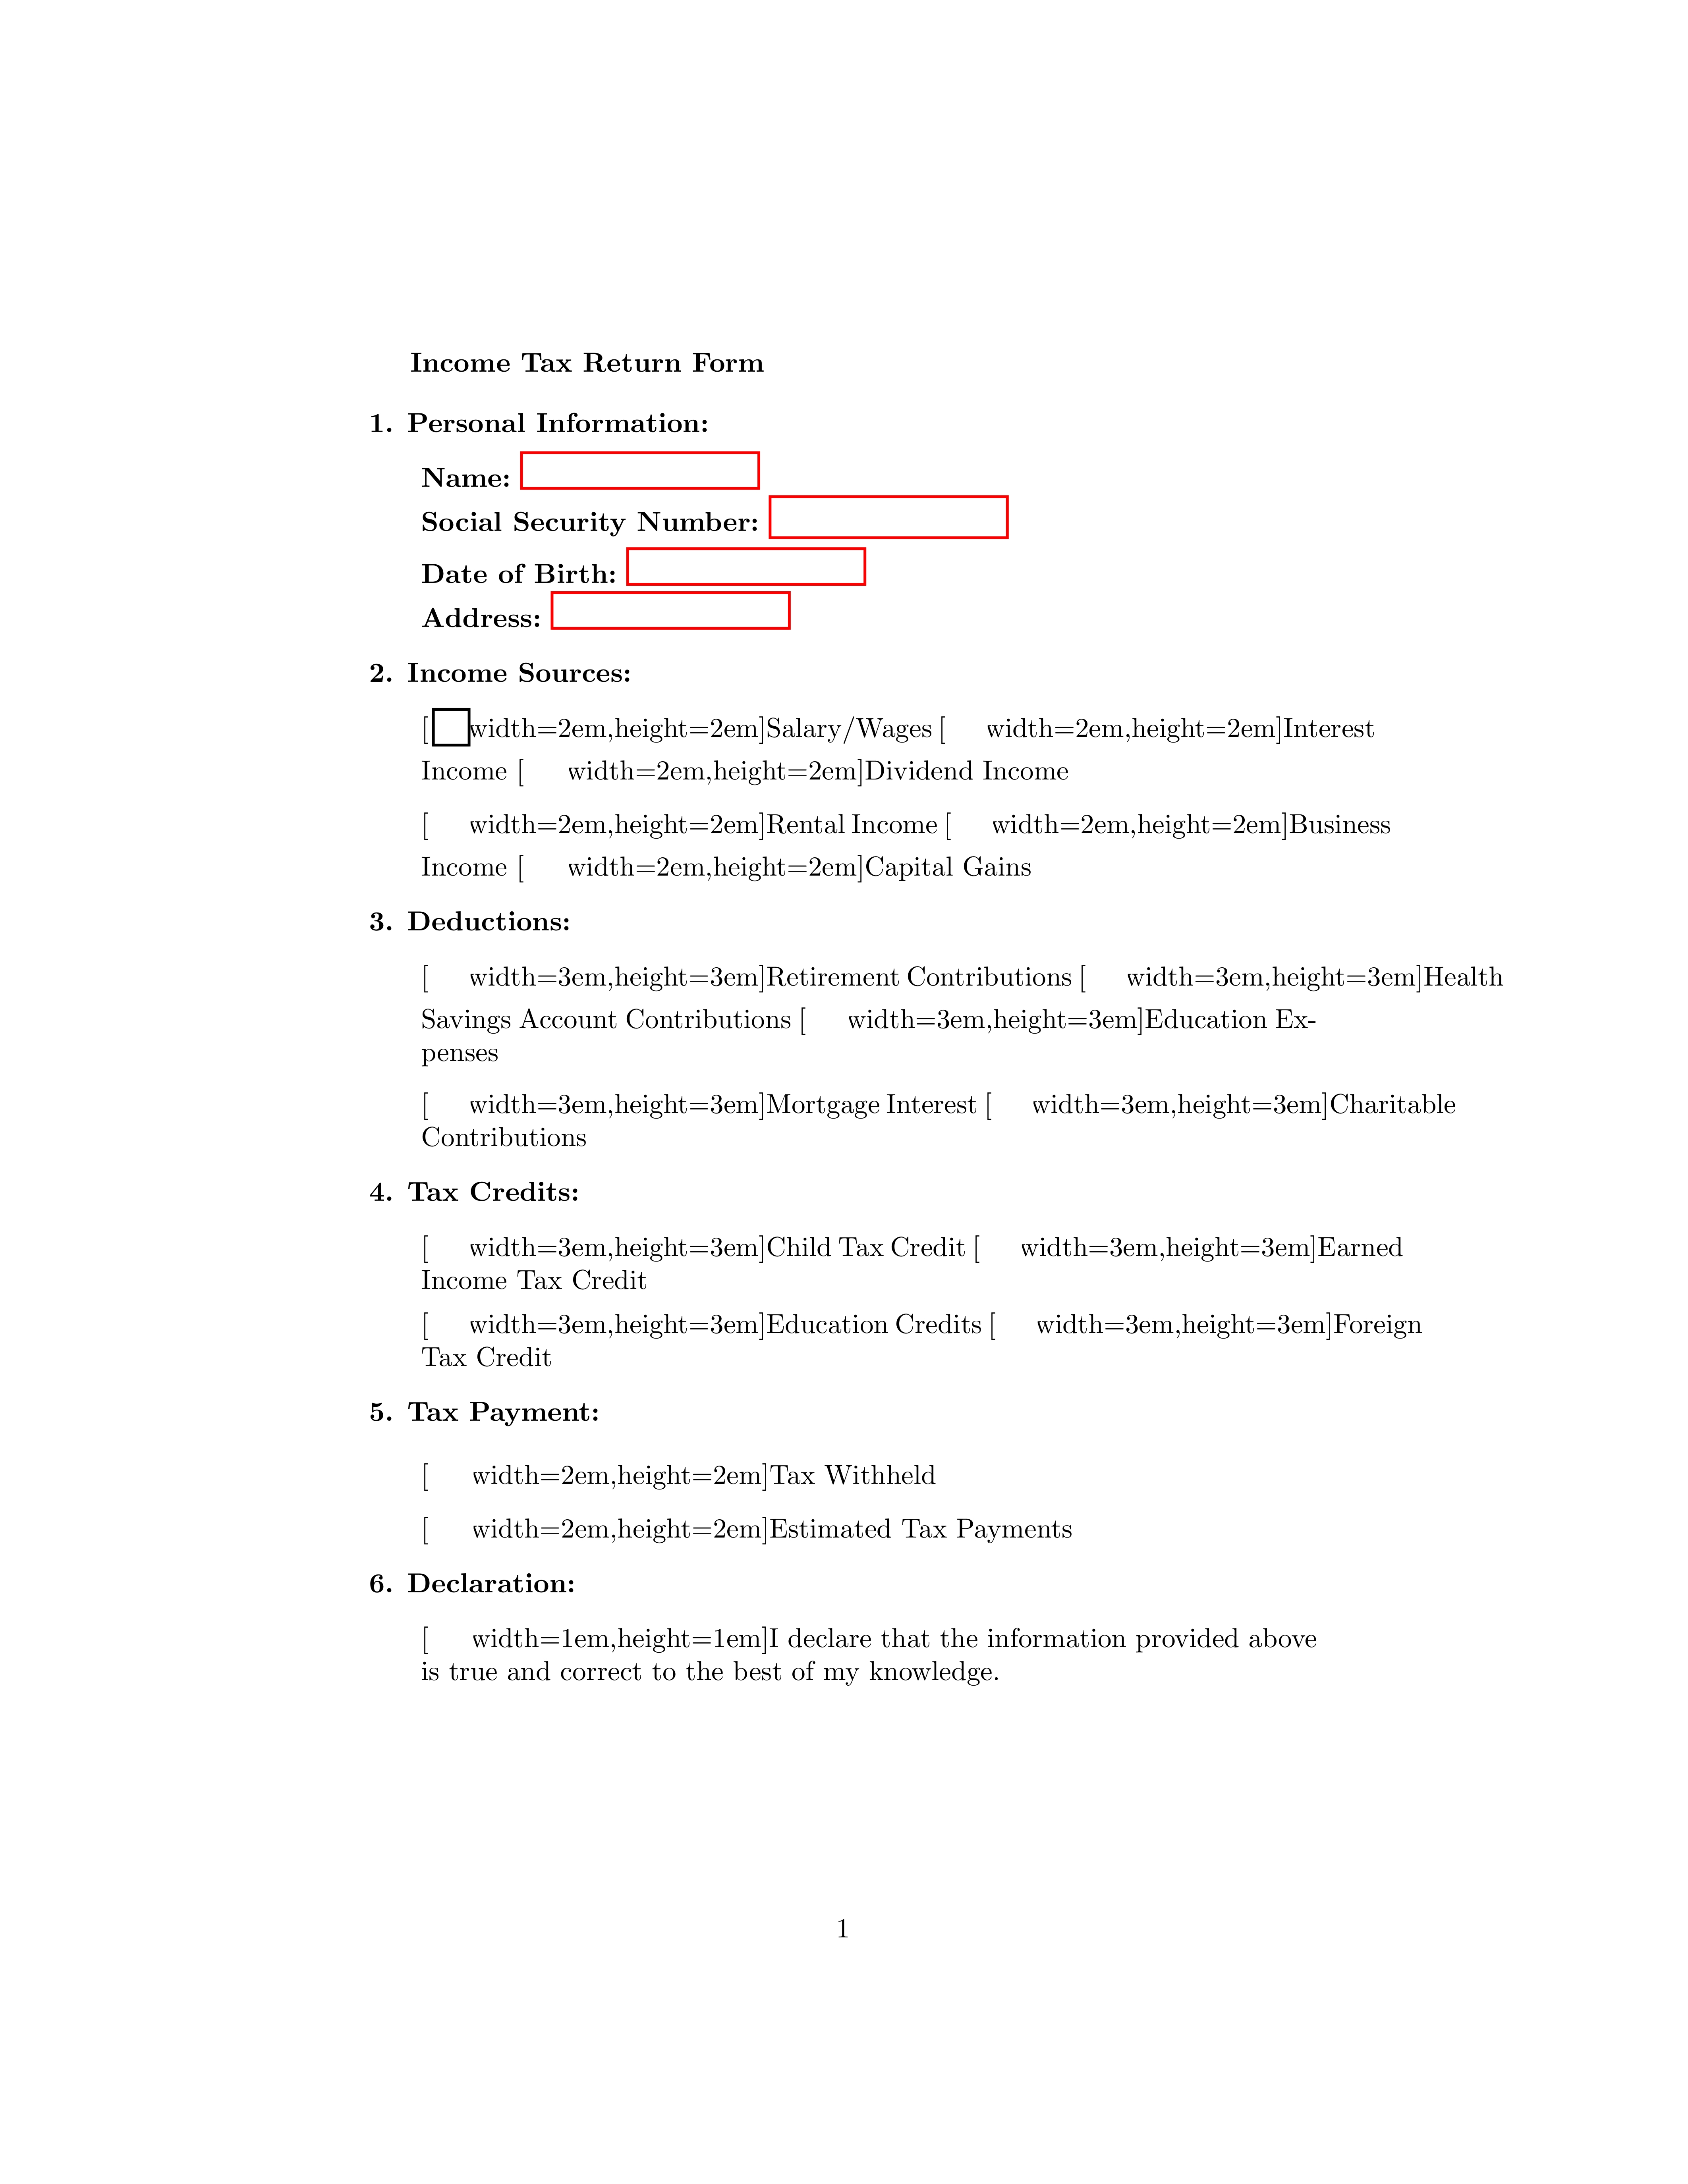 Income Tax Return Form
1. Personal Information:
Name:
Social Security Number:
Date of Birth:
Address:
2. Income Sources:
[ width=2em,height=2em]Salary/Wages [ width=2em,height=2em]Interest
Income [ width=2em,height=2em]Dividend Income
[ width=2em,height=2em]Rental Income [ width=2em,height=2em]Business
Income [ width=2em,height=2em]Capital Gains
3. Deductions:
[ width=3em,height=3em]Retirement Contributions [ width=3em,height=3em]Health
Savings Account Contributions [ width=3em,height=3em]Education Ex-
penses
[ width=3em,height=3em]Mortgage Interest [ width=3em,height=3em]Charitable
Contributions
4. Tax Credits:
[ width=3em,height=3em]Child Tax Credit [ width=3em,height=3em]Earned
Income Tax Credit
[ width=3em,height=3em]Education Credits [ width=3em,height=3em]Foreign
Tax Credit
5. Tax Payment:
[ width=2em,height=2em]Tax Withheld
[ width=2em,height=2em]Estimated Tax Payments
6. Declaration:
[ width=1em,height=1em]I declare that the information provided above
is true and correct to the best of my knowledge.
1